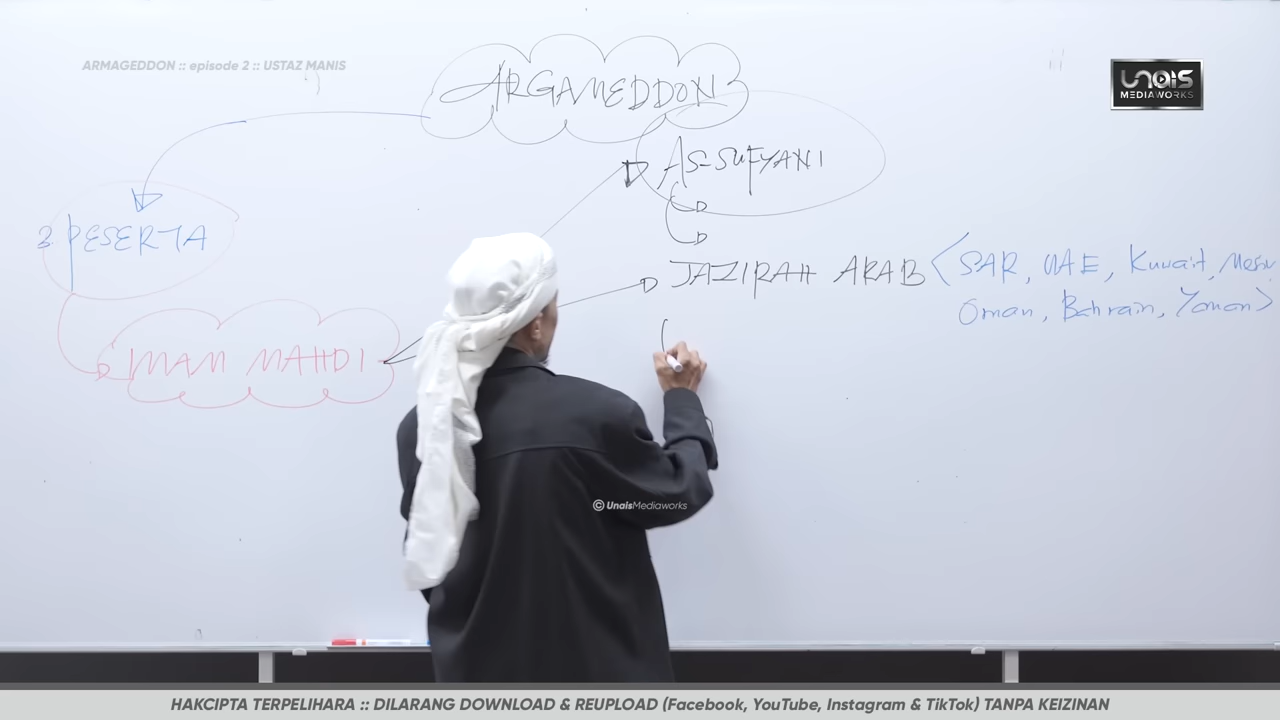 ARMAGEDDON :: episode 2 :: USTAZ MANIS
UNAIS
MEDIAWORKS
ARGAMEDDON
AS-SUFYANI
3 PESERTA
JAZIRAH ARAB < SAR, UAE, Kuwait, Mesir
Oman, Bahrain, Yaman >
IMAM MAHDI
© UnaisMediaworks
HAKCIPTA TERPELIHARA :: DILARANG DOWNLOAD & REUPLOAD (Facebook, YouTube, Instagram & TikTok) TANPA KEIZINAN